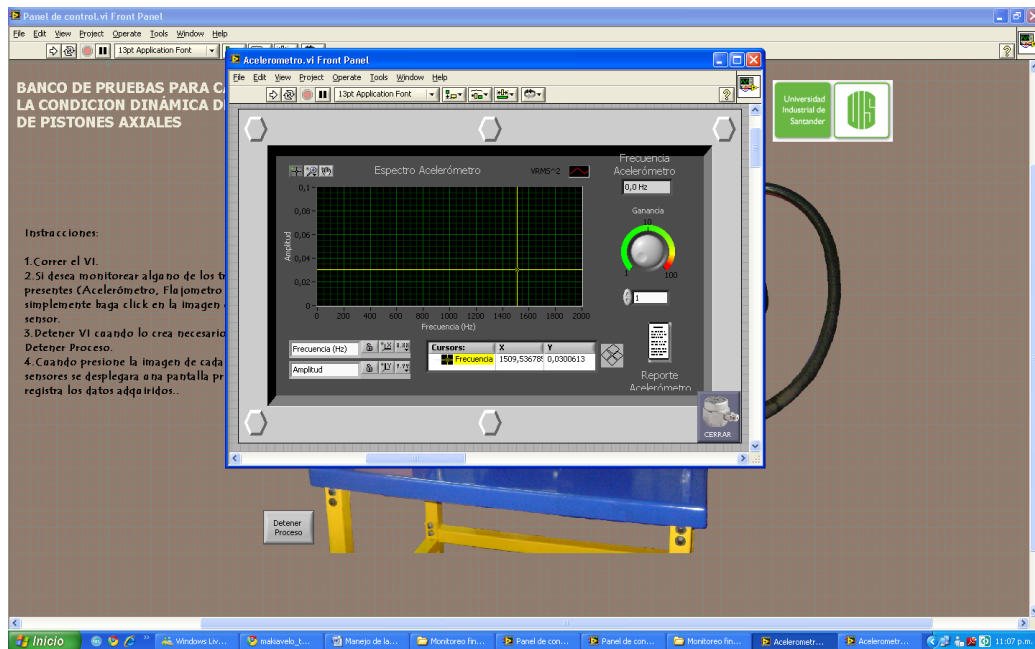 Panel de control.vi Front Panel
File Edit View Project Operate Tools Window Help
13pt Application Font
BANCO DE PRUEBAS PARA CA
LA CONDICION DINÁMICA D
DE PISTONES AXIALES
Instrucciones:
1.Correr el VI.
2.Si desea monitorear alguno de los tr
presentes (Acelerómetro, Flujometro
simplemente haga click en la imagen
sensor.
3.Detener VI cuando lo crea necesario
Detener Proceso.
4.Cuando presione la imagen de cada
sensores se desplegara una pantalla pr
registra los datos adquiridos..
Universidad
Industrial de
Santander
UIS
Acelerometro.vi Front Panel
File Edit View Project Operate Tools Window Help
13pt Application Font
Espectro Acelerómetro
VRMS^2
Frecuencia
Acelerómetro
0,0 Hz
Ganancia
10
1
100
1
Amplitud
0,1
0,08
0,06
0,04
0,02
0
0 200 400 600 800 1000 1200 1400 1600 1800 2000
Frecuencia (Hz)
Frecuencia (Hz)
Amplitud
Cursors: X Y
Frecuencia 1509,53678 0,0300613
Reporte
Acelerómetro
CERRAR
Detener
Proceso
Inicio
Windows Liv...
makiavelo_t...
Manejo de la...
Monitoreo fin...
Panel de con...
Panel de con...
Monitoreo fin...
Acelerometr...
Acelerometr...
11:07 p.m.